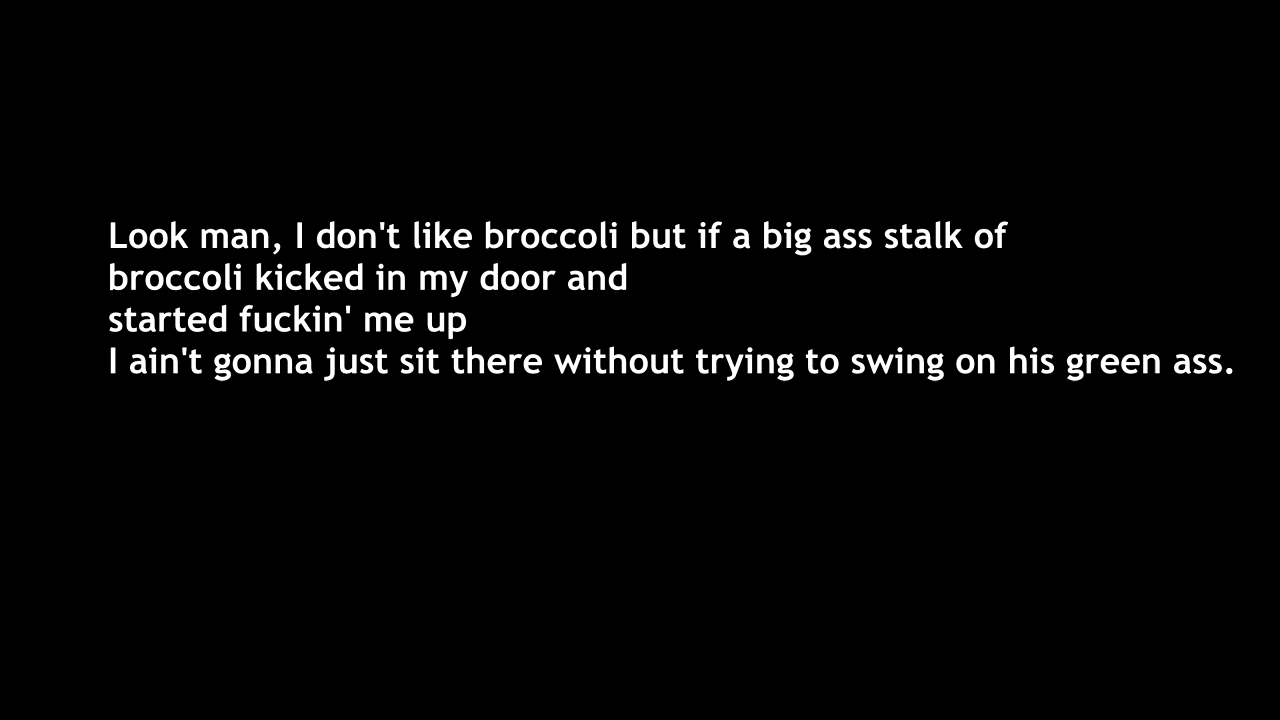 Look man, I don't like broccoli but if a big ass stalk of
broccoli kicked in my door and
started fuckin' me up
I ain't gonna just sit there without trying to swing on his green ass.